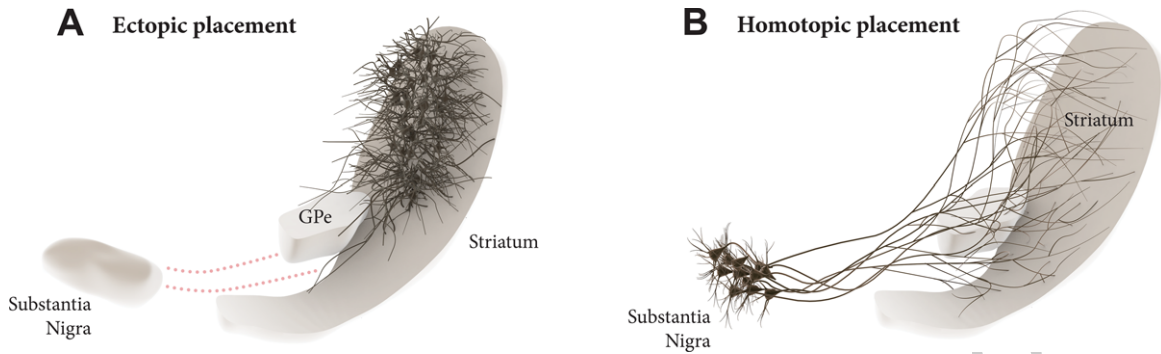 A Ectopic placement
GPe
Striatum
Substantia
Nigra
B Homotopic placement
Striatum
Substantia
Nigra